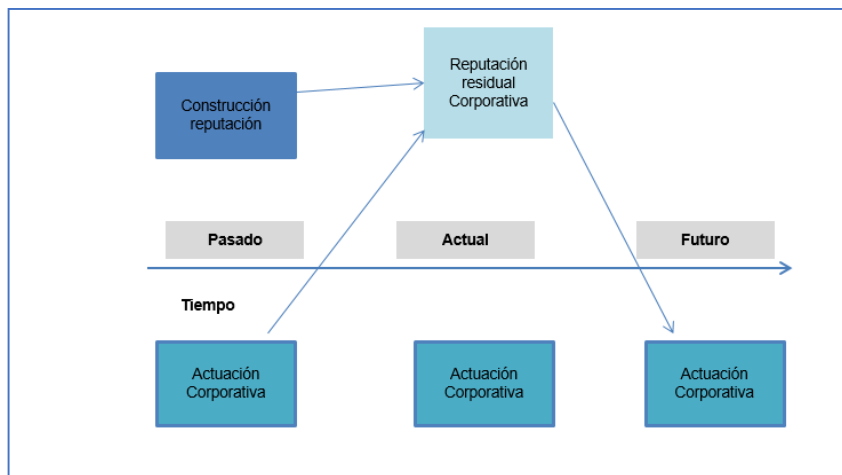 Construcción
reputación
Reputación
residual
Corporativa
Pasado
Actual
Futuro
Tiempo
Actuación
Corporativa
Actuación
Corporativa
Actuación
Corporativa